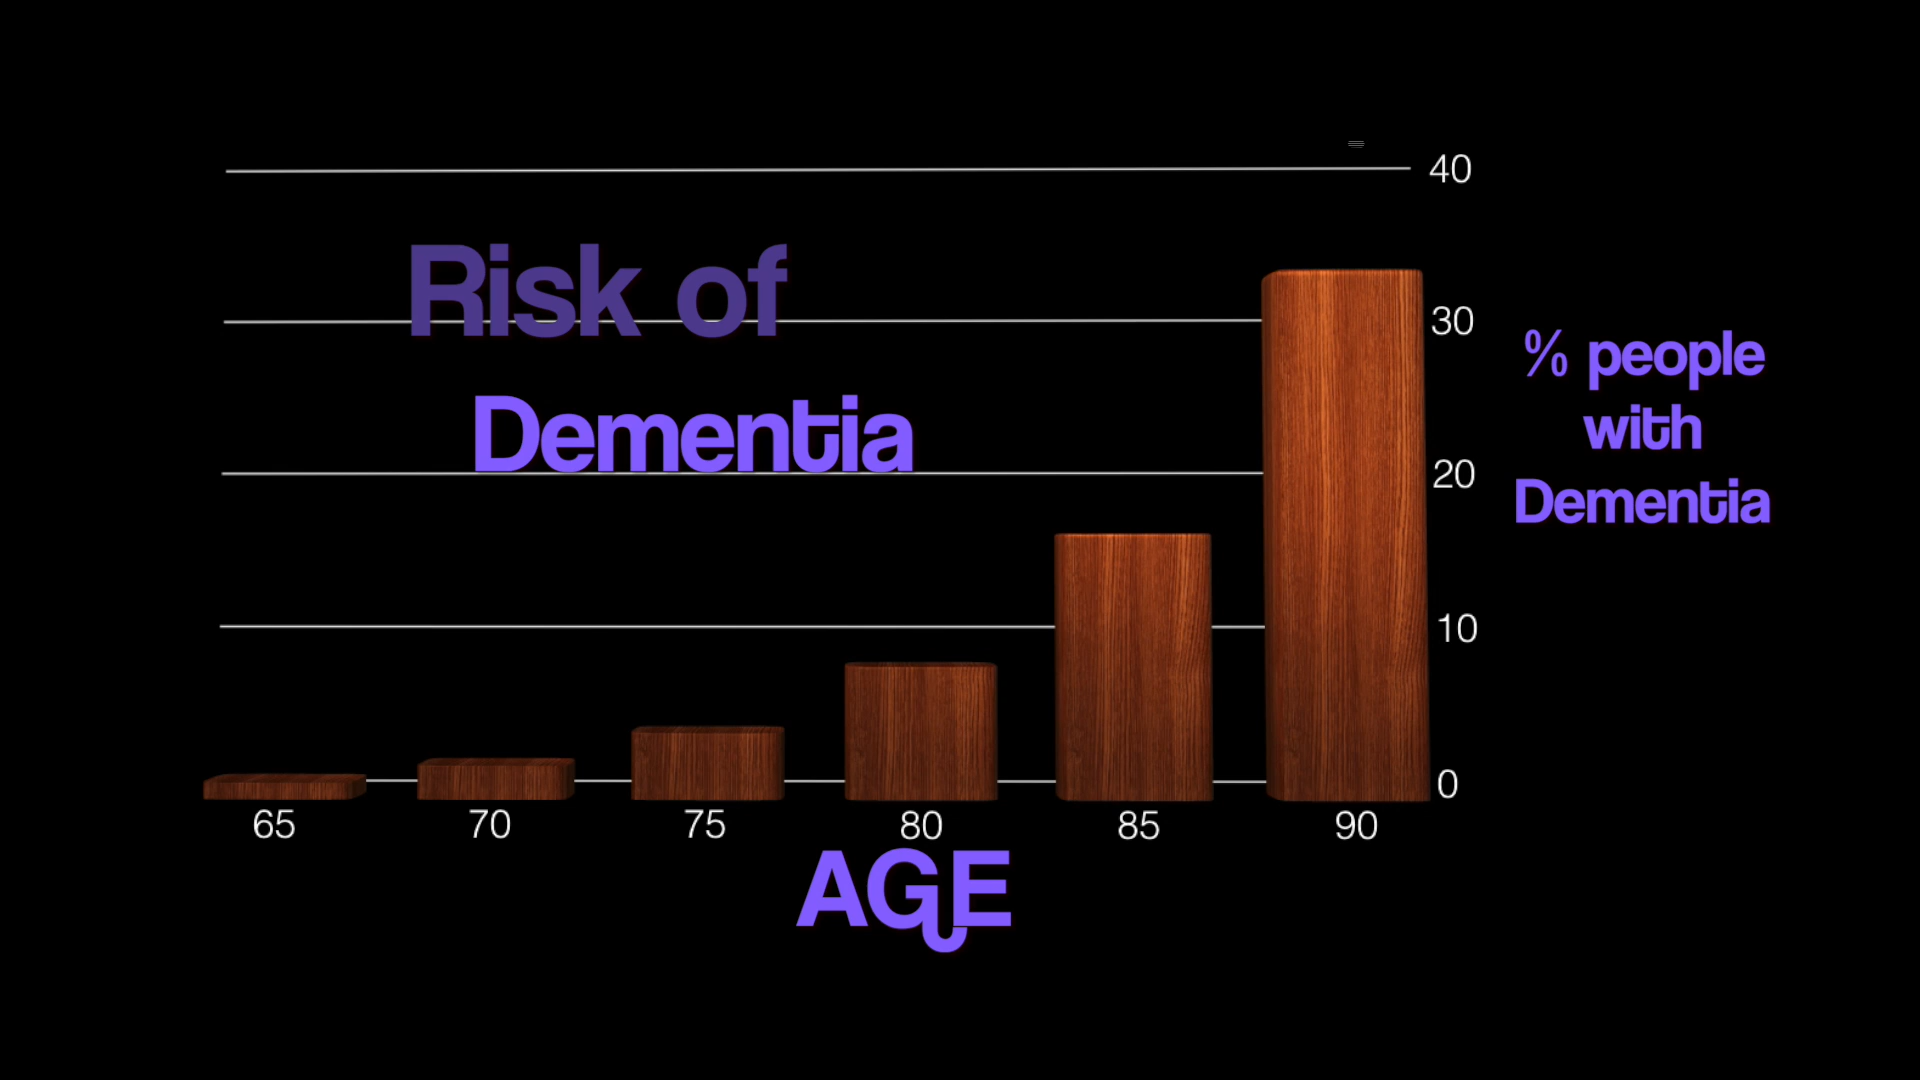 40
Risk of
30
% people
with
Dementia
20
Dementia
10
0
65 70 75 80 85 90
AGE